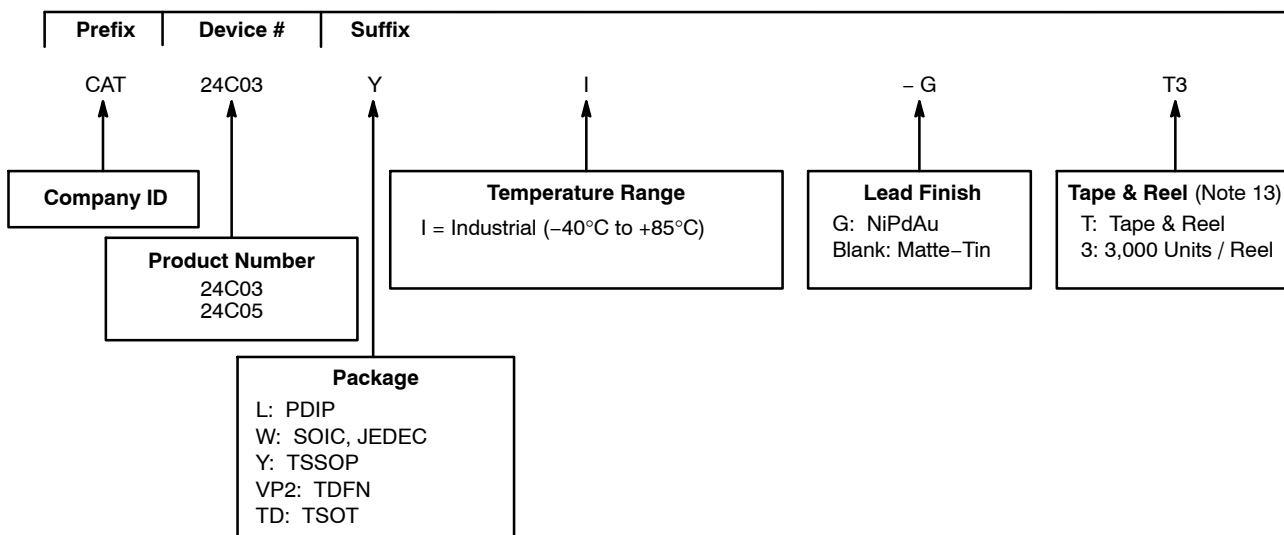 Prefix Device # Suffix
CAT 24C03 Y I – G T3
Company ID
Product Number
24C03
24C05
Package
L: PDIP
W: SOIC, JEDEC
Y: TSSOP
VP2: TDFN
TD: TSOT
Temperature Range
I = Industrial (−40°C to +85°C)
Lead Finish
G: NiPdAu
Blank: Matte−Tin
Tape & Reel (Note 13)
T: Tape & Reel
3: 3,000 Units / Reel